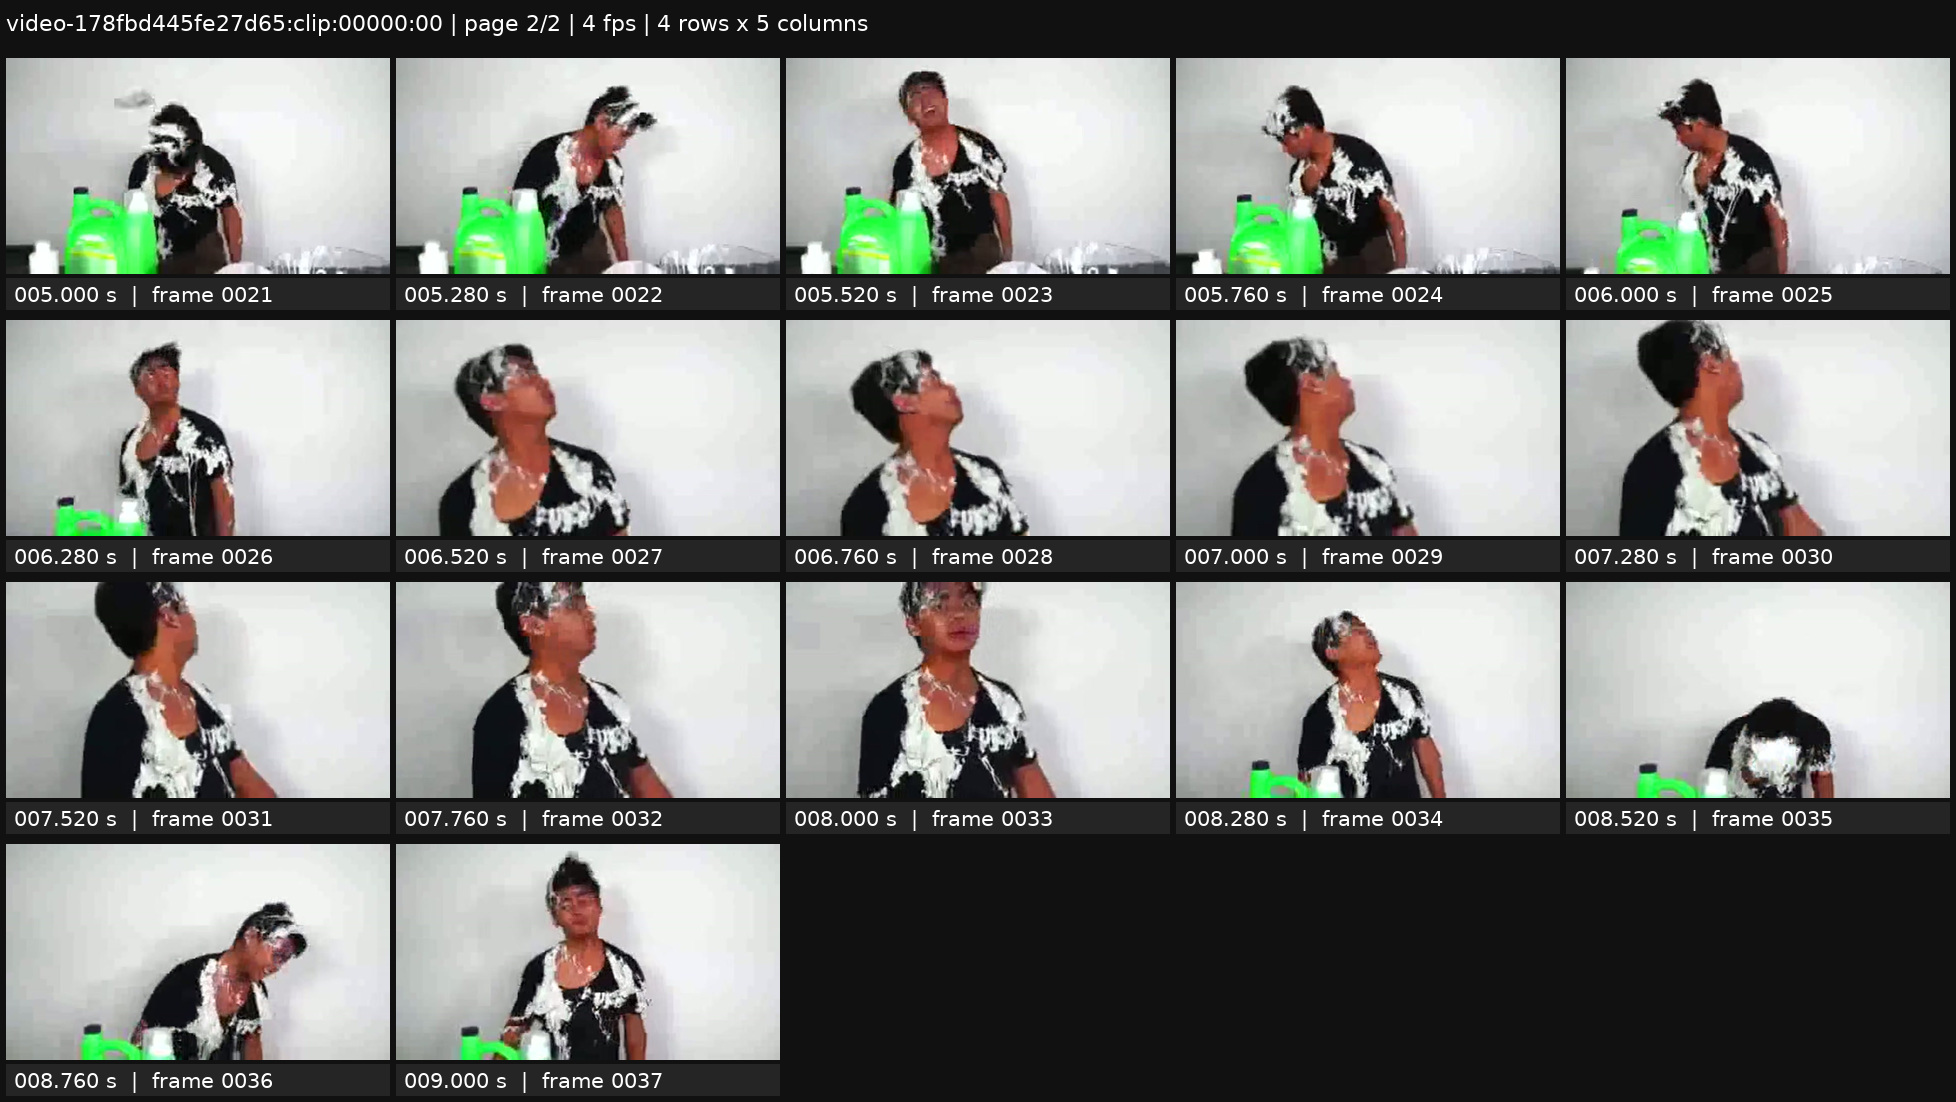 video-178fbd445fe27d65:clip:00000:00 | page 2/2 | 4 fps | 4 rows x 5 columns
005.000 s | frame 0021
005.280 s | frame 0022
005.520 s | frame 0023
005.760 s | frame 0024
006.000 s | frame 0025
006.280 s | frame 0026
006.520 s | frame 0027
006.760 s | frame 0028
007.000 s | frame 0029
007.280 s | frame 0030
007.520 s | frame 0031
007.760 s | frame 0032
008.000 s | frame 0033
008.280 s | frame 0034
008.520 s | frame 0035
008.760 s | frame 0036
009.000 s | frame 0037